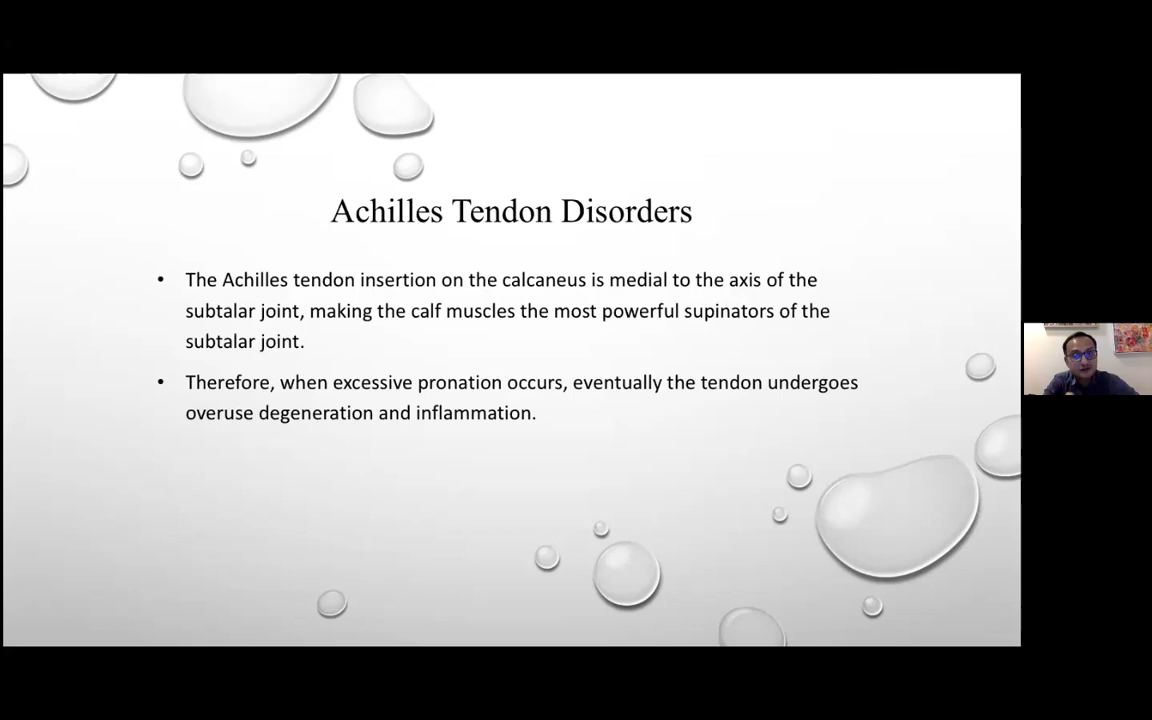 Achilles Tendon Disorders
• The Achilles tendon insertion on the calcaneus is medial to the axis of the
subtalar joint, making the calf muscles the most powerful supinators of the
subtalar joint.
• Therefore, when excessive pronation occurs, eventually the tendon undergoes
overuse degeneration and inflammation.